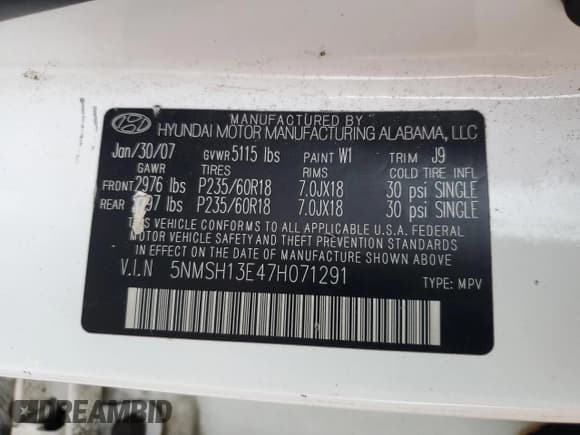 MANUFACTURED BY
HYUNDAI MOTOR MANUFACTURING ALABAMA, LLC
Jan/30/07 GVWR 5115 lbs PAINT W1 TRIM J9
GAWR TIRES RIMS COLD TIRE INFL
FRONT 2976 lbs P235/60R18 7.0JX18 30 psi SINGLE
REAR lbs P235/60R18 7.0JX18 30 psi SINGLE
THIS VEHICLE CONFORMS TO ALL APPLICABLE U.S.A. FEDERAL
MOTOR VEHICLE SAFETY AND THEFT PREVENTION STANDARDS
IN EFFECT ON THE DATE OF MANUFACTURE SHOWN ABOVE.
V.I.N 5NMSH13E47H071291 TYPE: MPV
DREAMBID